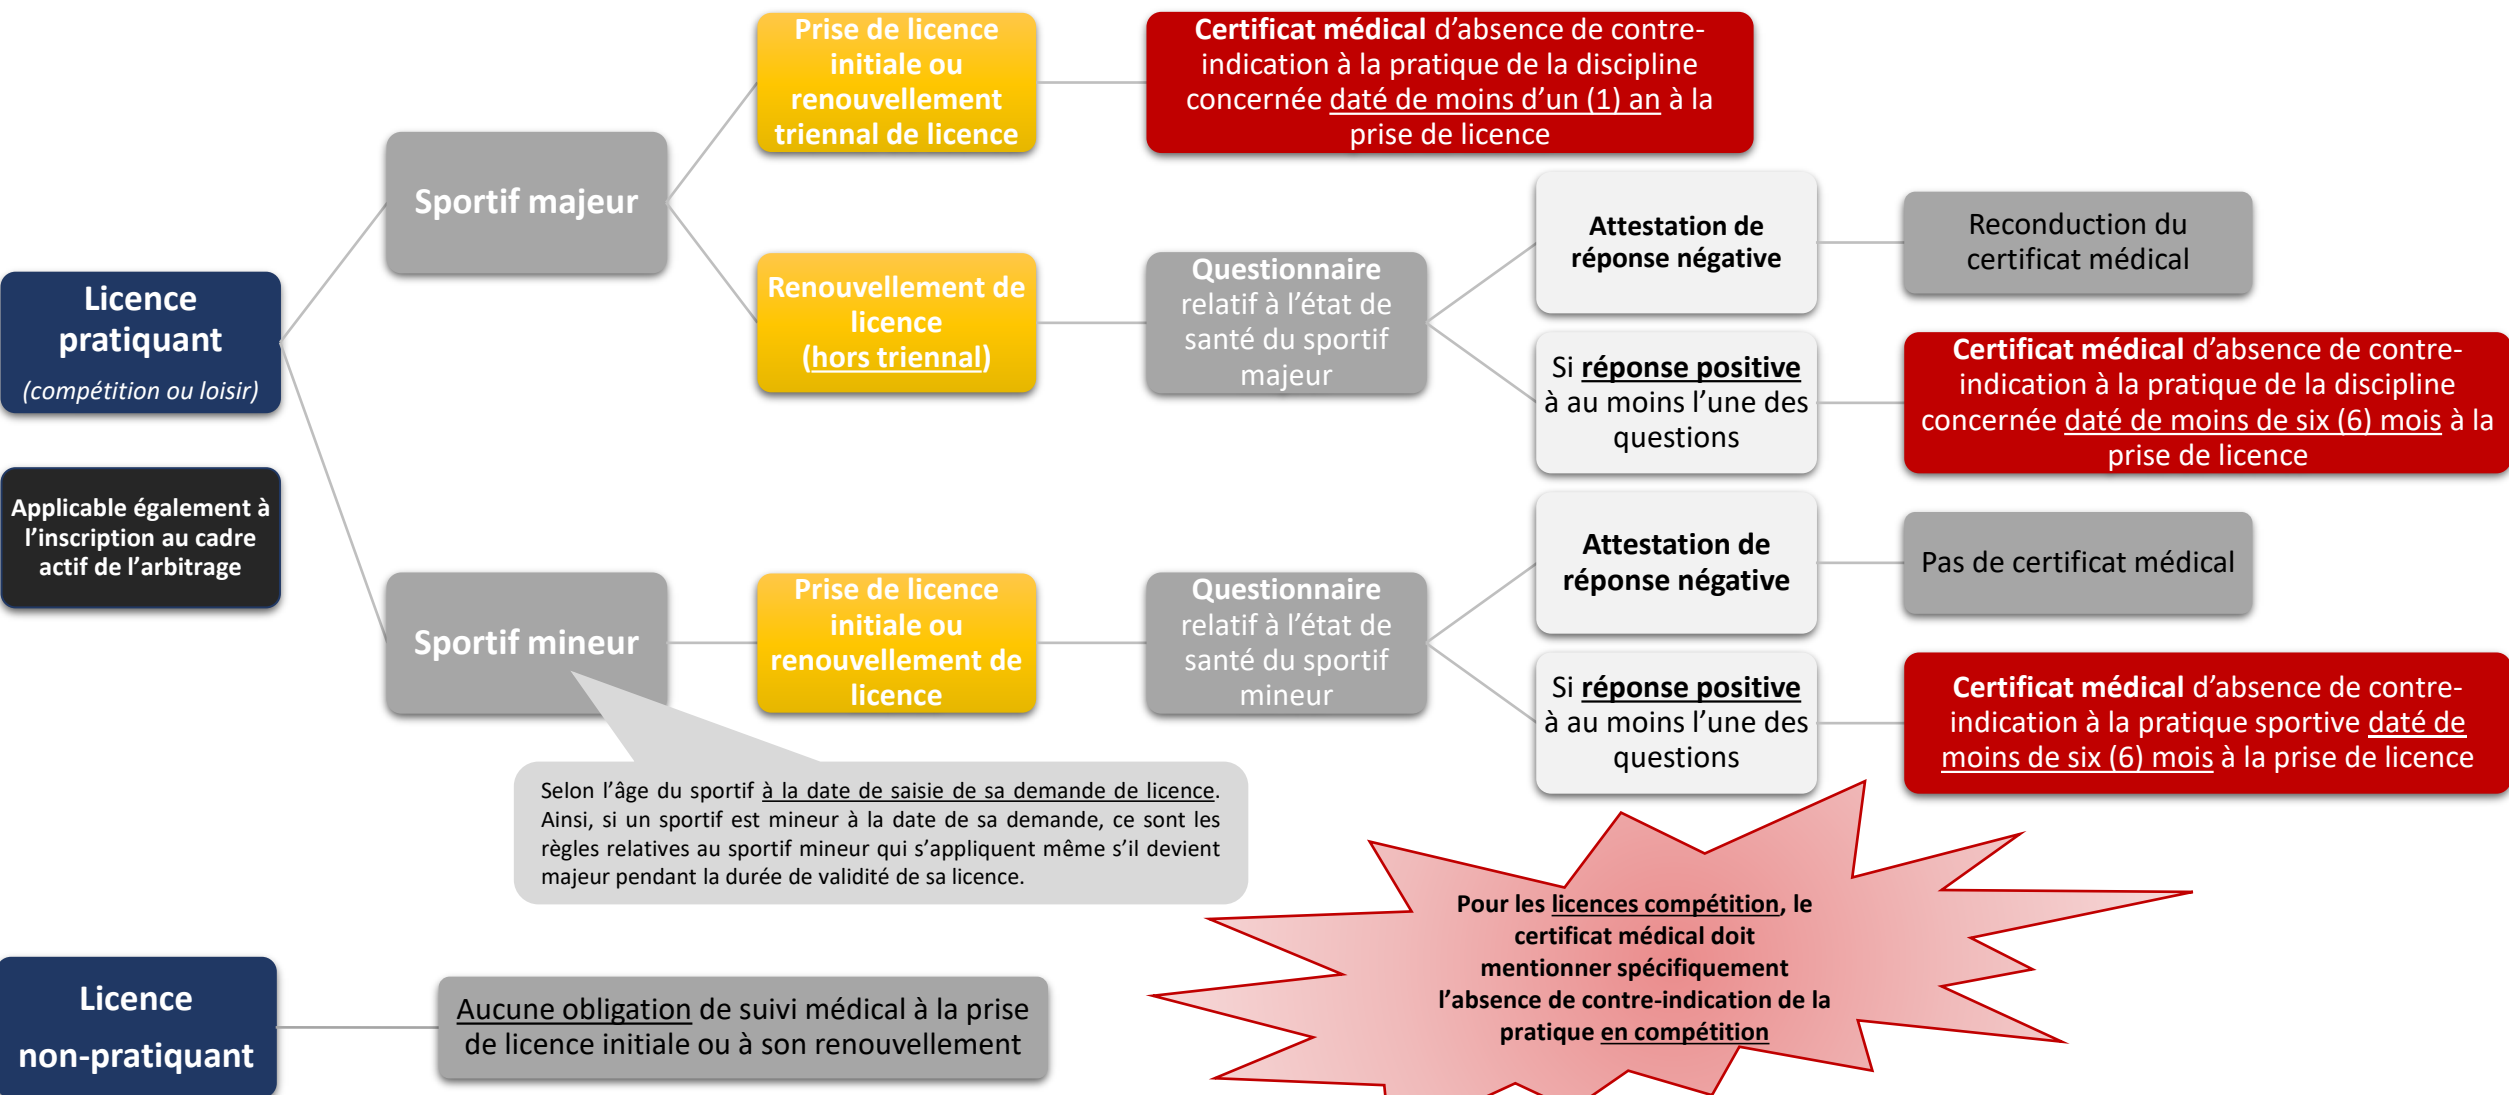 Prise de licence
initiale ou
renouvellement
triennal de licence
Certificat médical d’absence de contre-
indication à la pratique de la discipline
concernée daté de moins d’un (1) an à la
prise de licence
Sportif majeur
Attestation de
réponse négative
Reconduction du
certificat médical
Renouvellement de
licence
(hors triennal)
Questionnaire
relatif à l’état de
santé du sportif
majeur
Licence
pratiquant
(compétition ou loisir)
Si réponse positive
à au moins l’une des
questions
Certificat médical d’absence de contre-
indication à la pratique de la discipline
concernée daté de moins de six (6) mois à la
prise de licence
Applicable également à
l’inscription au cadre
actif de l’arbitrage
Attestation de
réponse négative
Pas de certificat médical
Sportif mineur
Prise de licence
initiale ou
renouvellement de
licence
Questionnaire
relatif à l’état de
santé du sportif
mineur
Si réponse positive
à au moins l’une des
questions
Certificat médical d’absence de contre-
indication à la pratique sportive daté de
moins de six (6) mois à la prise de licence
Selon l’âge du sportif à la date de saisie de sa demande de licence.
Ainsi, si un sportif est mineur à la date de sa demande, ce sont les
règles relatives au sportif mineur qui s’appliquent même s’il devient
majeur pendant la durée de validité de sa licence.
Pour les licences compétition, le
certificat médical doit
mentionner spécifiquement
l’absence de contre-indication de la
pratique en compétition
Licence
non-pratiquant
Aucune obligation de suivi médical à la prise
de licence initiale ou à son renouvellement